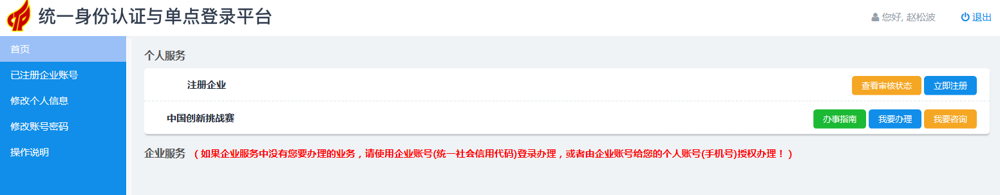 统一身份认证与单点登录平台
您好, 赵松波 退出
首页
已注册企业账号
修改个人信息
修改账号密码
操作说明
个人服务
注册企业 查看审核状态 立即注册
中国创新挑战赛 办事指南 我要办理 我要咨询
企业服务 （如果企业服务中没有您要办理的业务，请使用企业账号(统一社会信用代码)登录办理，或者由企业账号给您的个人账号(手机号)授权办理！）